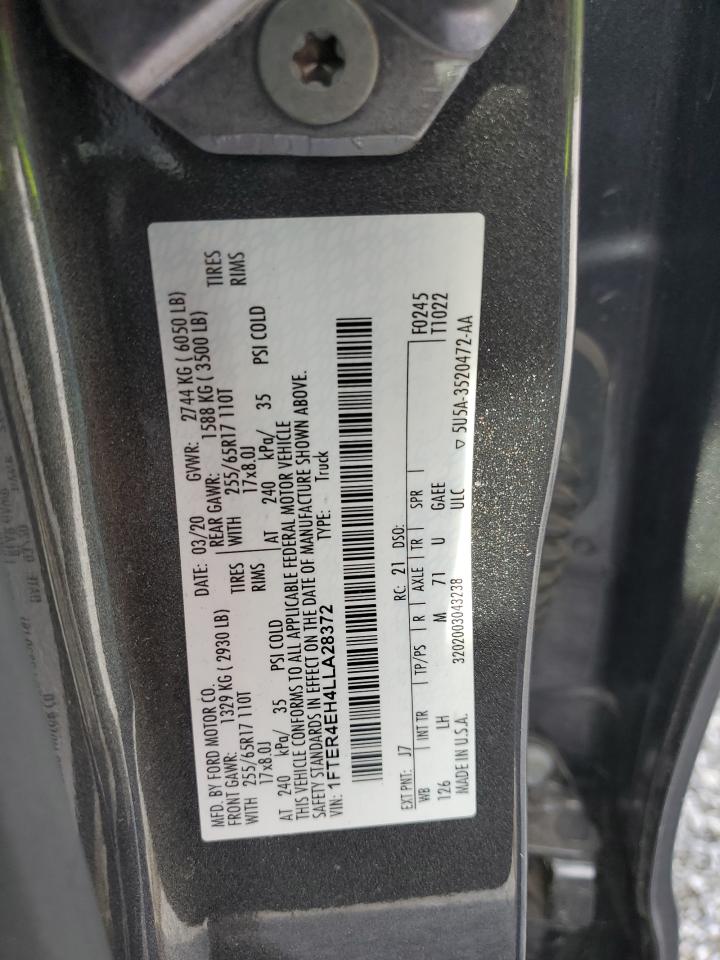 MFD. BY FORD MOTOR CO.
DATE: 03/20 GVWR: 2744 KG ( 6050 LB)
FRONT GAWR: 1329 KG ( 2930 LB) REAR GAWR: 1588 KG ( 3500 LB)
WITH 255/65R17 110T TIRES WITH 255/65R17 110T TIRES
17x8.0J RIMS 17x8.0J RIMS
AT 240 kPa/ 35 PSI COLD AT 240 kPa/ 35 PSI COLD
THIS VEHICLE CONFORMS TO ALL APPLICABLE FEDERAL MOTOR VEHICLE
SAFETY STANDARDS IN EFFECT ON THE DATE OF MANUFACTURE SHOWN ABOVE.
VIN: 1FTER4EH4LLA28372 TYPE: Truck
F0245
T1022
EXT PNT: J7 RC: 21 DSO:
WB INT TR TP/PS R AXLE TR SPR
126 LH M 71 U GAEE
ULC
MADE IN U.S.A. 3202003043238 ▽ 5U5A-3520472-AA